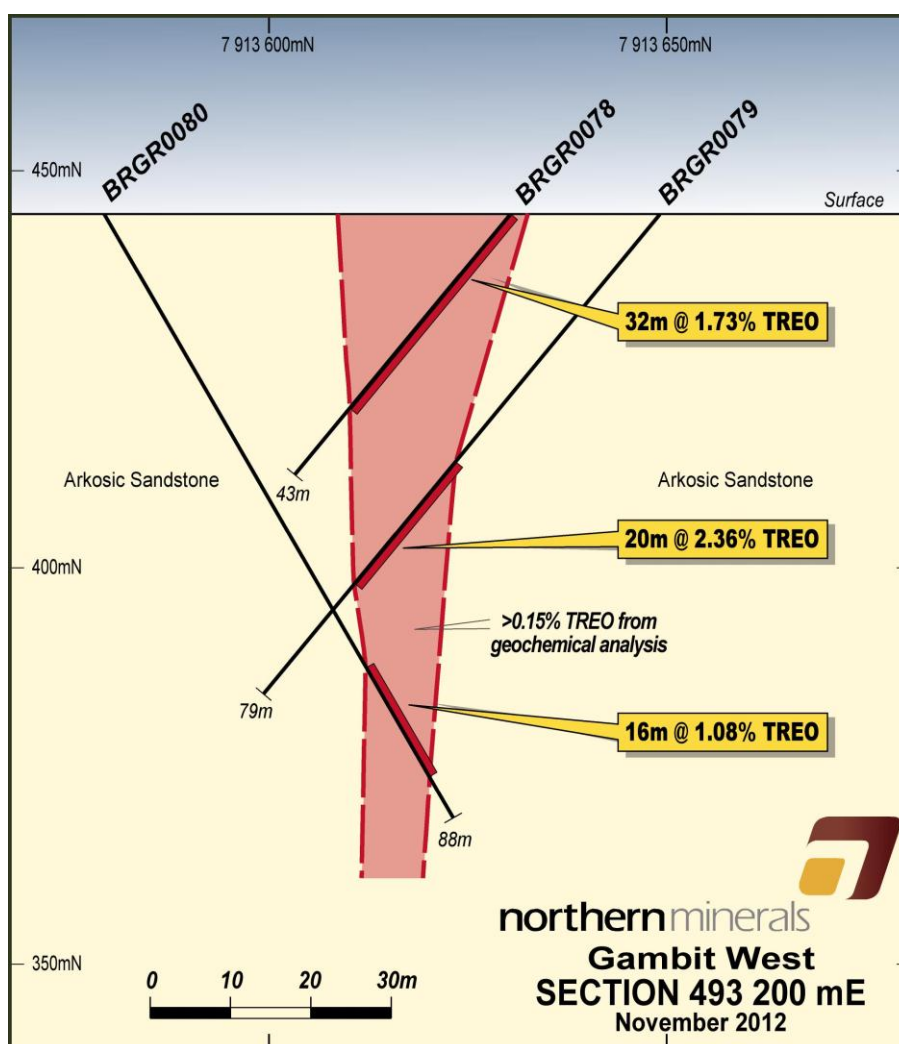 7 913 600mN
7 913 650mN
BRGR0080
BRGR0078
BRGR0079
450mN
Surface
32m @ 1.73% TREO
Arkosic Sandstone
Arkosic Sandstone
43m
20m @ 2.36% TREO
400mN
>0.15% TREO from
geochemical analysis
79m
16m @ 1.08% TREO
88m
northernminerals
350mN
0 10 20 30m
Gambit West
SECTION 493 200 mE
November 2012